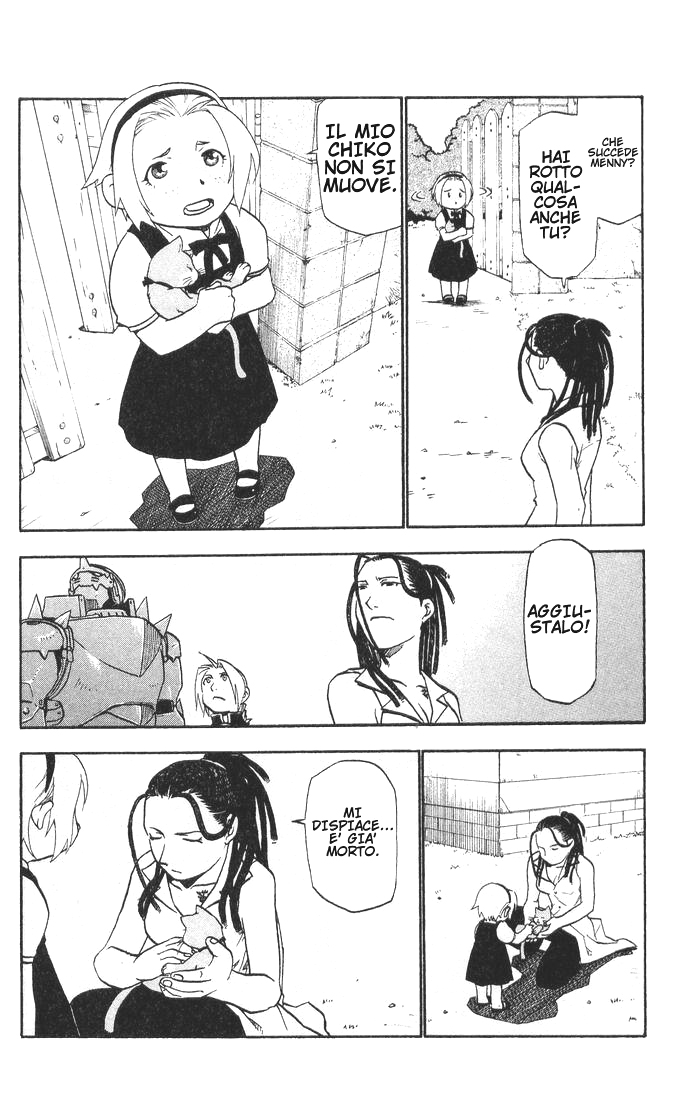 CHE
SUCCEDE
MENNY?
HAI
ROTTO
QUAL-
COSA
ANCHE
TU?
IL MIO
CHIKO
NON SI
MUOVE.
AGGIU-
STALO!
MI
DISPIACE...
E' GIA'
MORTO.